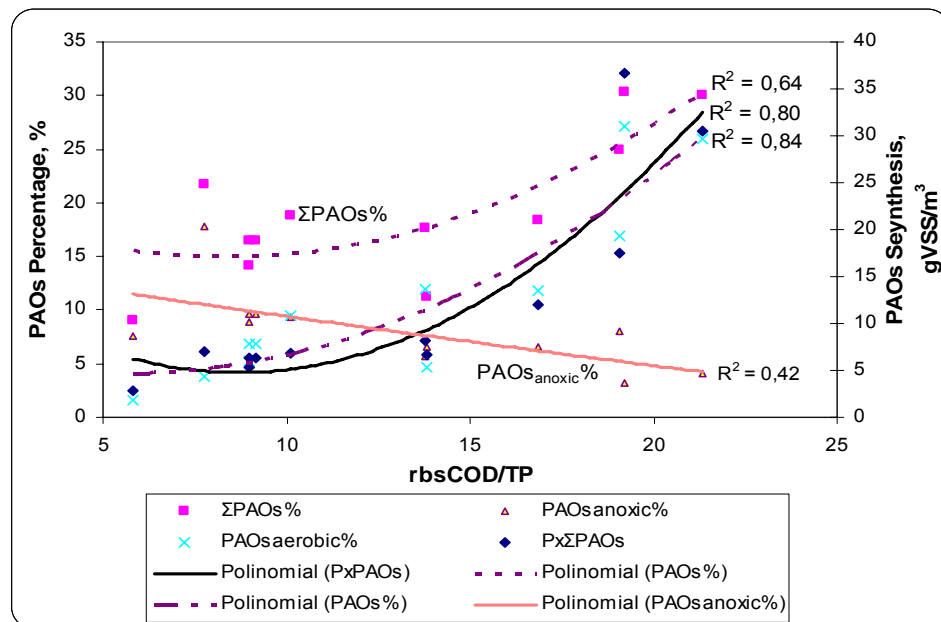 35
30
25
20
15
10
5
0
40
35
30
25
20
15
10
5
0
PAOs Percentage, %
PAOs Seynthesis,
gVSS/m³
R² = 0,64
R² = 0,80
R² = 0,84
ΣPAOs%
PAOsanoxic%
R² = 0,42
5 10 15 20 25
rbsCOD/TP
ΣPAOs% PAOsanoxic%
PAOsaerobic% PxΣPAOs
Polinomial (PxPAOs) Polinomial (PAOs%)
Polinomial (PAOs%) Polinomial (PAOsanoxic%)